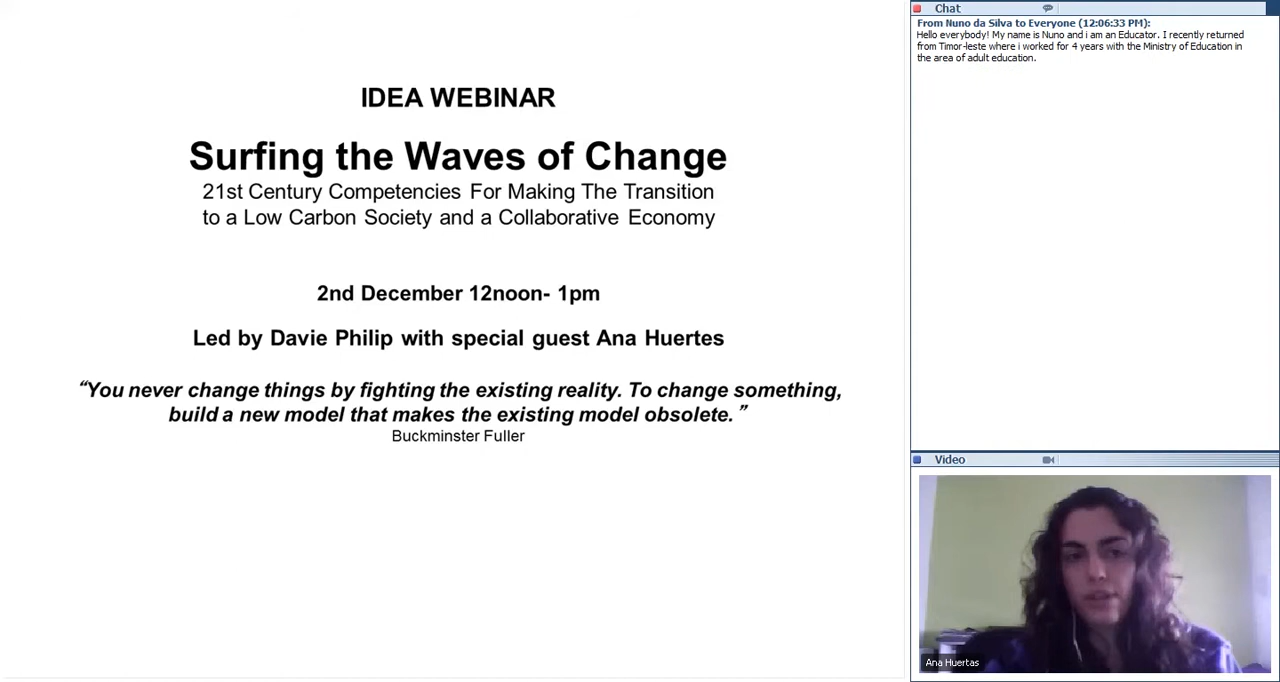 IDEA WEBINAR
Surfing the Waves of Change
21st Century Competencies For Making The Transition
to a Low Carbon Society and a Collaborative Economy
2nd December 12noon- 1pm
Led by Davie Philip with special guest Ana Huertes
“You never change things by fighting the existing reality. To change something,
build a new model that makes the existing model obsolete.”
Buckminster Fuller
Chat
From Nuno da Silva to Everyone (12:06:33 PM):
Hello everybody! My name is Nuno and i am an Educator. I recently returned
from Timor-leste where i worked for 4 years with the Ministry of Education in
the area of adult education.
Video
Ana Huertas